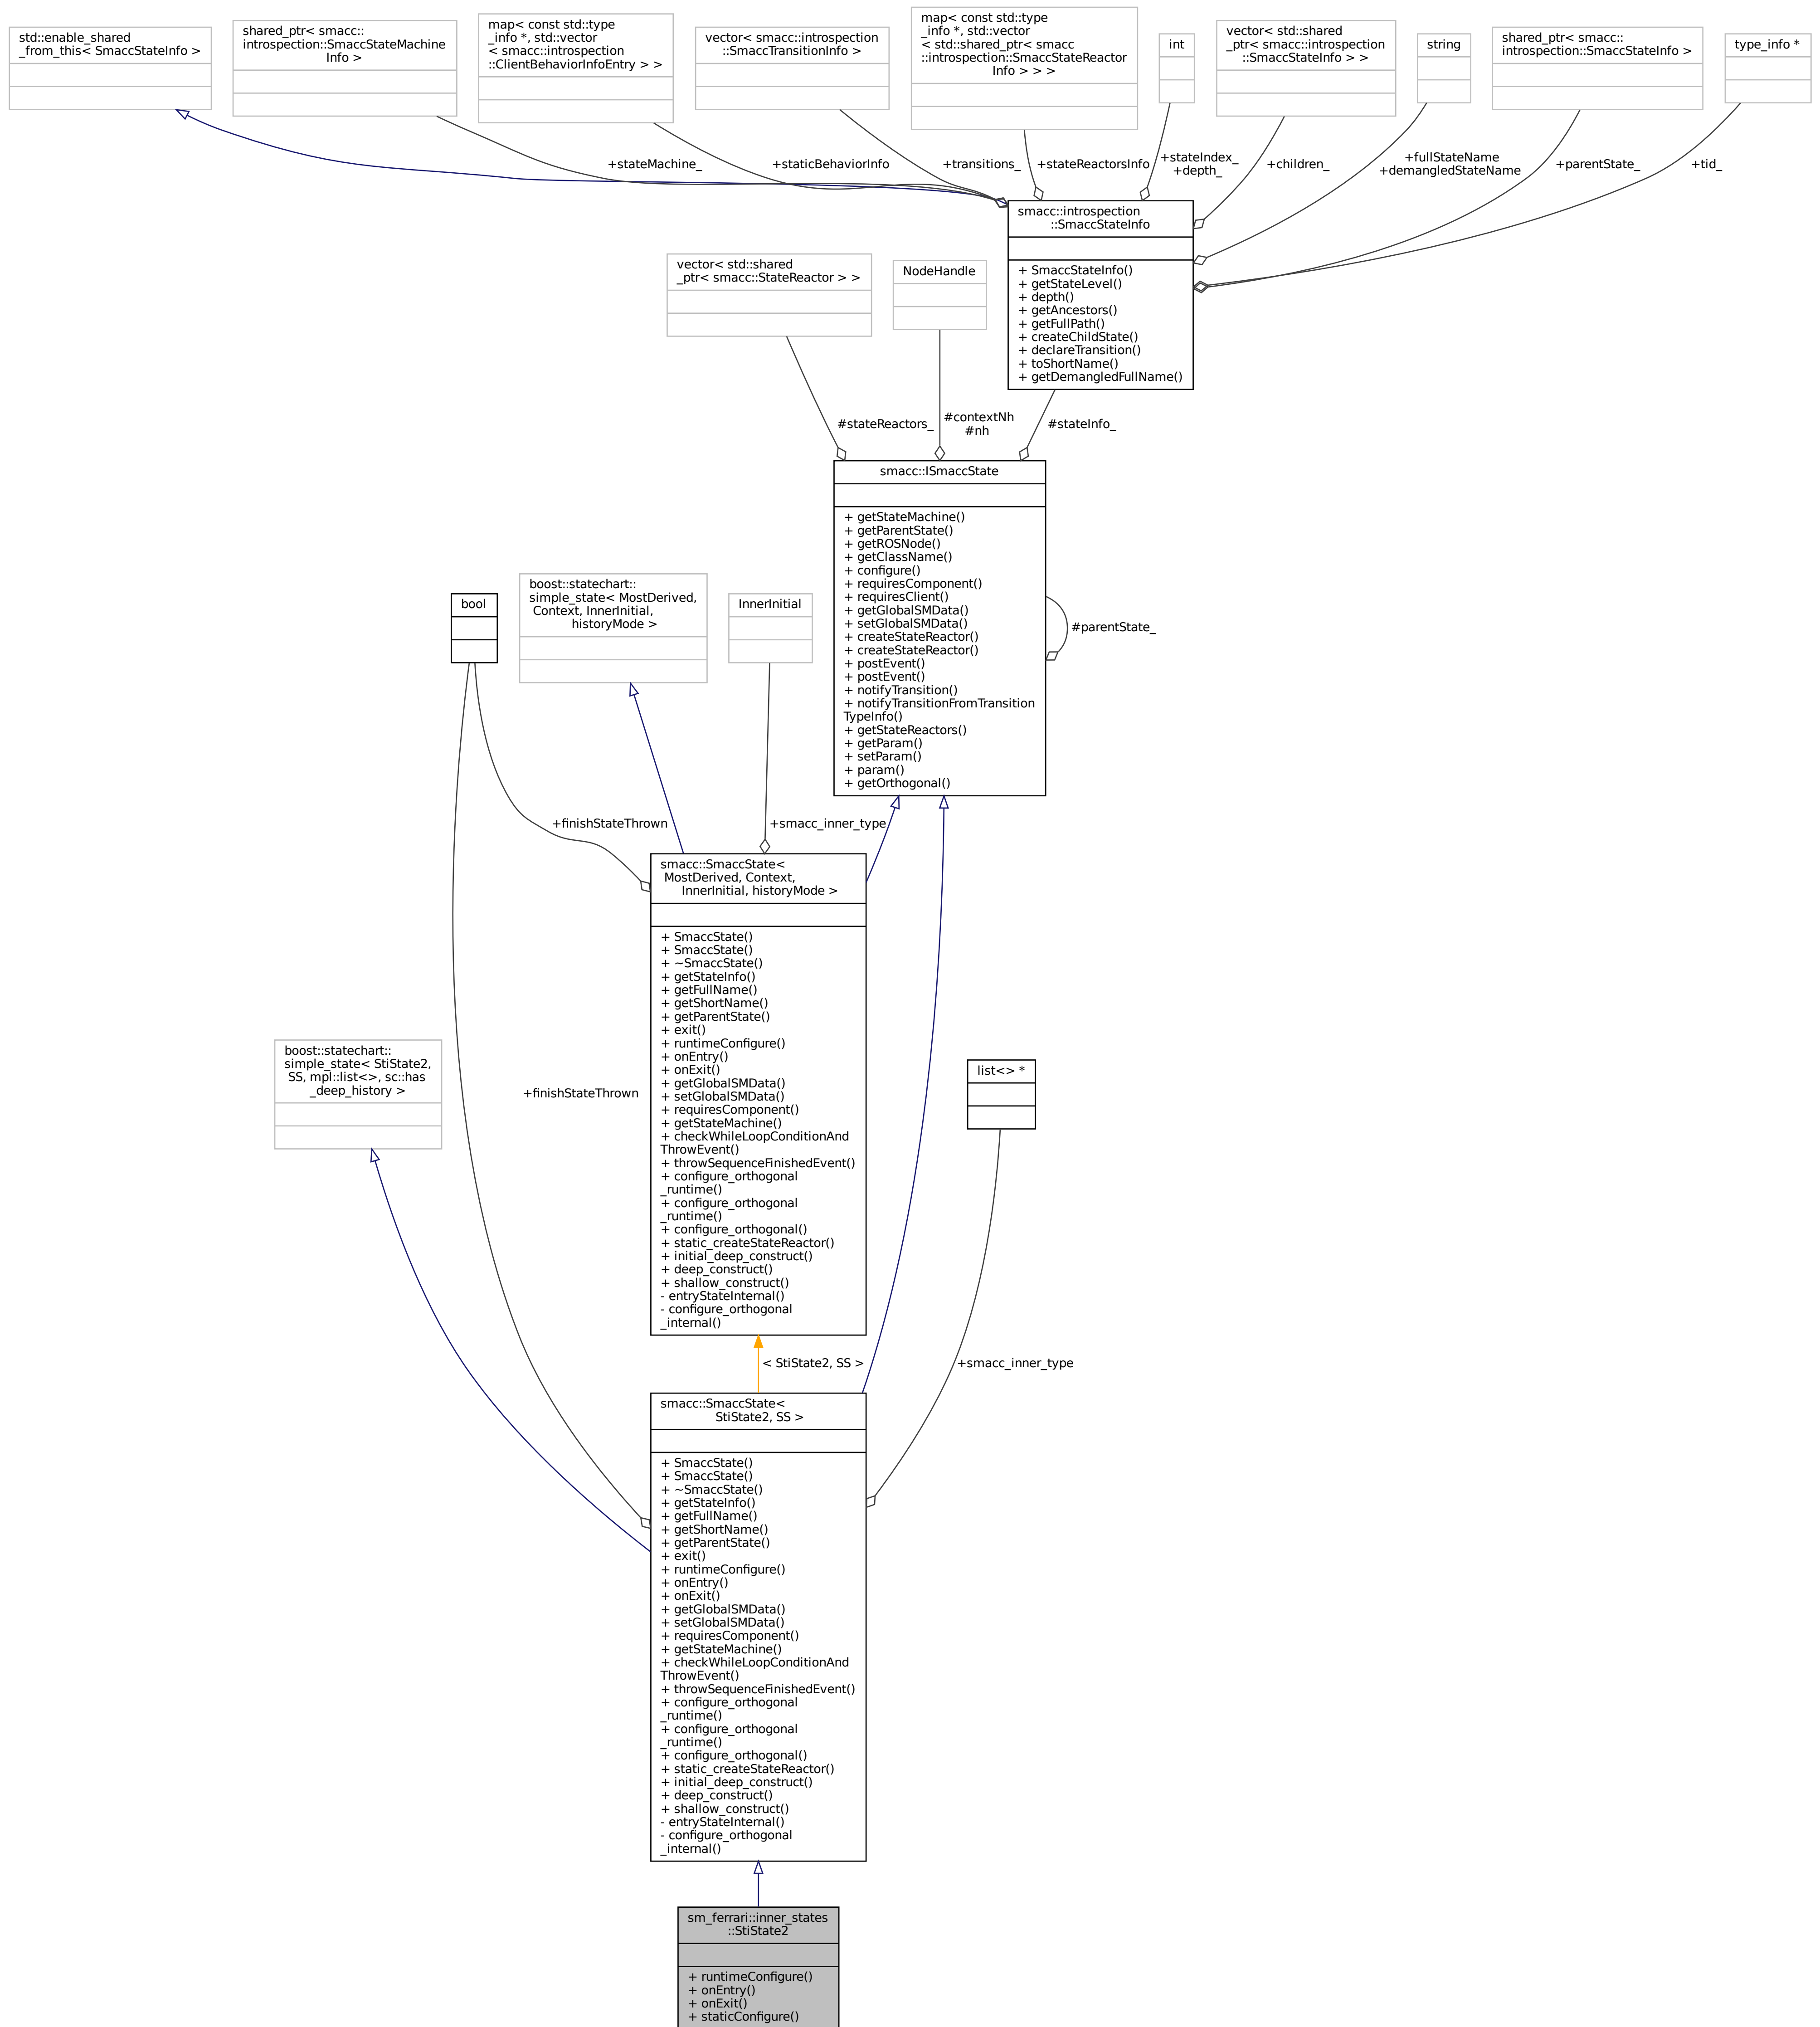 std::enable_shared
_from_this< SmaccStateInfo >
shared_ptr< smacc::
introspection::SmaccStateMachine
Info >
map< const std::type
_info *, std::vector
< smacc::introspection
::ClientBehaviorInfoEntry > >
vector< smacc::introspection
::SmaccTransitionInfo >
map< const std::type
_info *, std::vector
< std::shared_ptr< smacc
::introspection::SmaccStateReactor
Info > > >
int
vector< std::shared
_ptr< smacc::introspection
::SmaccStateInfo > >
string
shared_ptr< smacc::
introspection::SmaccStateInfo >
type_info *
+stateMachine_
+staticBehaviorInfo
+transitions_
+stateReactorsInfo
+stateIndex_
+depth_
+children_
+fullStateName
+demangledStateName
+parentState_
+tid_
smacc::introspection
::SmaccStateInfo
+ SmaccStateInfo()
+ getStateLevel()
+ depth()
+ getAncestors()
+ getFullPath()
+ createChildState()
+ declareTransition()
+ toShortName()
+ getDemangledFullName()
vector< std::shared
_ptr< smacc::StateReactor > >
NodeHandle
#stateReactors_
#contextNh
#nh
#stateInfo_
smacc::ISmaccState
+ getStateMachine()
+ getParentState()
+ getROSNode()
+ getClassName()
+ configure()
+ requiresComponent()
+ requiresClient()
+ getGlobalSMData()
+ setGlobalSMData()
+ createStateReactor()
+ createStateReactor()
+ postEvent()
+ postEvent()
+ notifyTransition()
+ notifyTransitionFromTransition
TypeInfo()
+ getStateReactors()
+ getParam()
+ setParam()
+ param()
+ getOrthogonal()
#parentState_
bool
boost::statechart::
simple_state< MostDerived,
Context, InnerInitial,
historyMode >
InnerInitial
+finishStateThrown
+smacc_inner_type
smacc::SmaccState<
MostDerived, Context,
InnerInitial, historyMode >
+ SmaccState()
+ SmaccState()
+ ~SmaccState()
+ getStateInfo()
+ getFullName()
+ getShortName()
+ getParentState()
+ exit()
+ runtimeConfigure()
+ onEntry()
+ onExit()
+ getGlobalSMData()
+ setGlobalSMData()
+ requiresComponent()
+ getStateMachine()
+ checkWhileLoopConditionAnd
ThrowEvent()
+ throwSequenceFinishedEvent()
+ configure_orthogonal
_runtime()
+ configure_orthogonal
_runtime()
+ configure_orthogonal()
+ static_createStateReactor()
+ initial_deep_construct()
+ deep_construct()
+ shallow_construct()
- entryStateInternal()
- configure_orthogonal
_internal()
boost::statechart::
simple_state< StiState2,
SS, mpl::list<>, sc::has
_deep_history >
+finishStateThrown
list<> *
< StiState2, SS >
+smacc_inner_type
smacc::SmaccState<
StiState2, SS >
+ SmaccState()
+ SmaccState()
+ ~SmaccState()
+ getStateInfo()
+ getFullName()
+ getShortName()
+ getParentState()
+ exit()
+ runtimeConfigure()
+ onEntry()
+ onExit()
+ getGlobalSMData()
+ setGlobalSMData()
+ requiresComponent()
+ getStateMachine()
+ checkWhileLoopConditionAnd
ThrowEvent()
+ throwSequenceFinishedEvent()
+ configure_orthogonal
_runtime()
+ configure_orthogonal
_runtime()
+ configure_orthogonal()
+ static_createStateReactor()
+ initial_deep_construct()
+ deep_construct()
+ shallow_construct()
- entryStateInternal()
- configure_orthogonal
_internal()
sm_ferrari::inner_states
::StiState2
+ runtimeConfigure()
+ onEntry()
+ onExit()
+ staticConfigure()